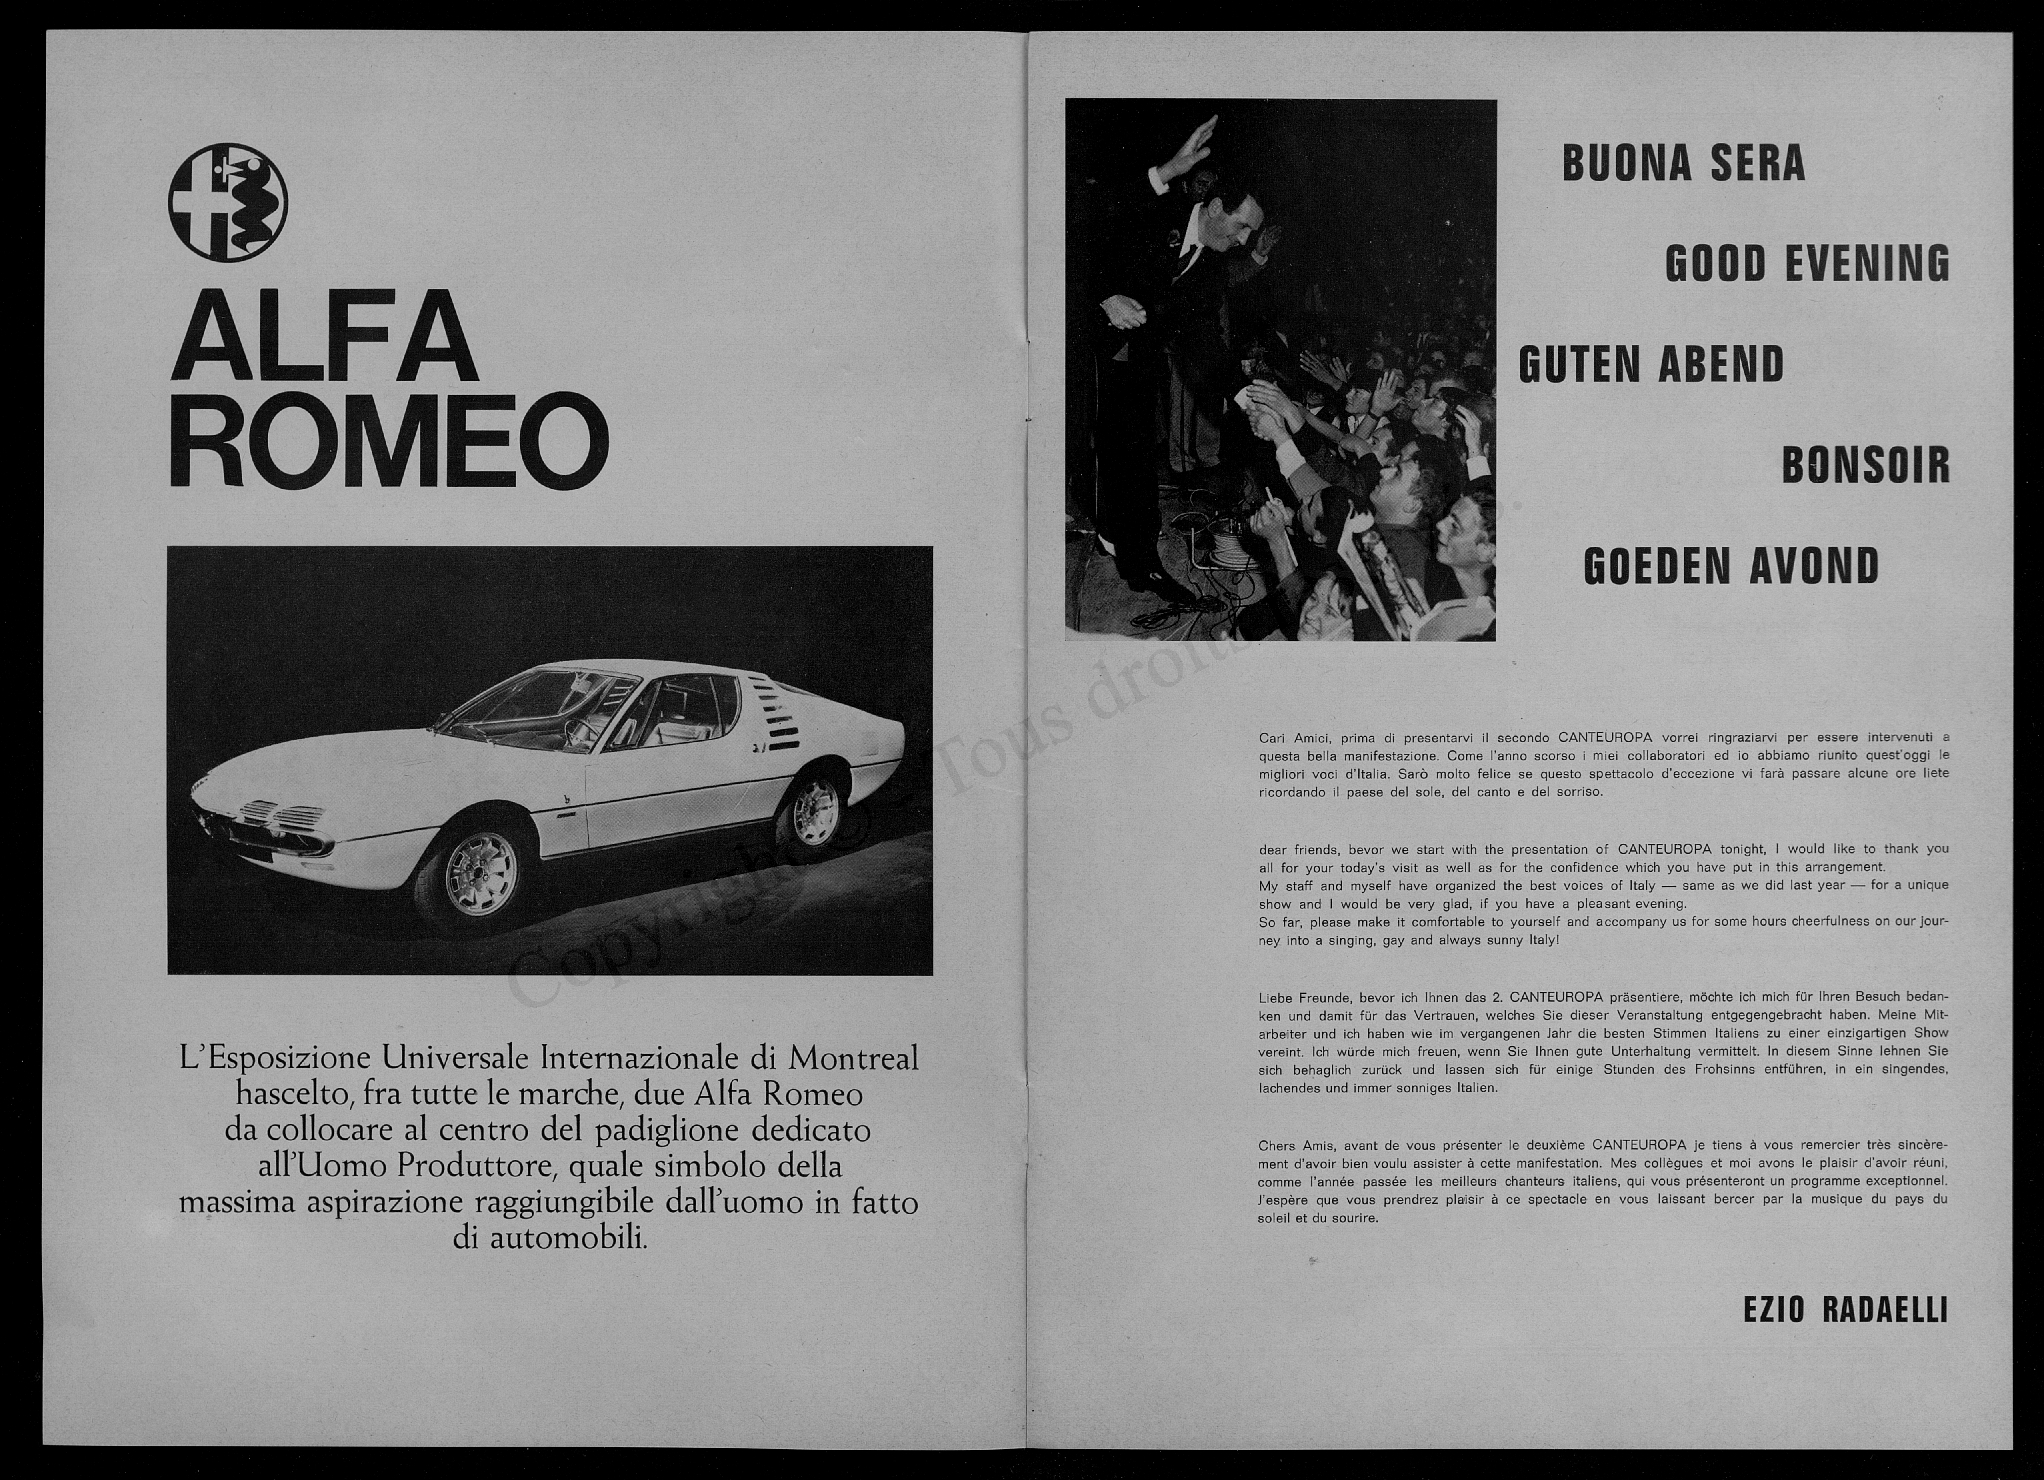 ALFA
ROMEO
L'Esposizione Universale Internazionale di Montreal
hascelto, fra tutte le marche, due Alfa Romeo
da collocare al centro del padiglione dedicato
all'Uomo Produttore, quale simbolo della
massima aspirazione raggiungibile dall'uomo in fatto
di automobili.
BUONA SERA
GOOD EVENING
GUTEN ABEND
BONSOIR
GOEDEN AVOND
Cari Amici, prima di presentarvi il secondo CANTEUROPA vorrei ringraziarvi per essere intervenuti a
questa bella manifestazione. Come l'anno scorso i miei collaboratori ed io abbiamo riunito quest'oggi le
migliori voci d'Italia. Sarò molto felice se questo spettacolo d'eccezione vi farà passare alcune ore liete
ricordando il paese del sole, del canto e del sorriso.
dear friends, bevor we start with the presentation of CANTEUROPA tonight, I would like to thank you
all for your today's visit as well as for the confidence which you have put in this arrangement.
My staff and myself have organized the best voices of Italy — same as we did last year — for a unique
show and I would be very glad, if you have a pleasant evening.
So far, please make it comfortable to yourself and accompany us for some hours cheerfulness on our jour-
ney into a singing, gay and always sunny Italy!
Liebe Freunde, bevor ich Ihnen das 2. CANTEUROPA präsentiere, möchte ich mich für Ihren Besuch bedan-
ken und damit für das Vertrauen, welches Sie dieser Veranstaltung entgegengebracht haben. Meine Mit-
arbeiter und ich haben wie im vergangenen Jahr die besten Stimmen Italiens zu einer einzigartigen Show
vereint. Ich würde mich freuen, wenn Sie Ihnen gute Unterhaltung vermittelt. In diesem Sinne lehnen Sie
sich behaglich zurück und lassen sich für einige Stunden des Frohsinns entführen, in ein singendes,
lachendes und immer sonniges Italien.
Chers Amis, avant de vous présenter le deuxième CANTEUROPA je tiens à vous remercier très sincère-
ment d'avoir bien voulu assister à cette manifestation. Mes collègues et moi avons le plaisir d'avoir réuni,
comme l'année passée les meilleurs chanteurs italiens, qui vous présenteront un programme exceptionnel.
J'espère que vous prendrez plaisir à ce spectacle en vous laissant bercer par la musique du pays du
soleil et du sourire.
EZIO RADAELLI
Copyright © Tous droits